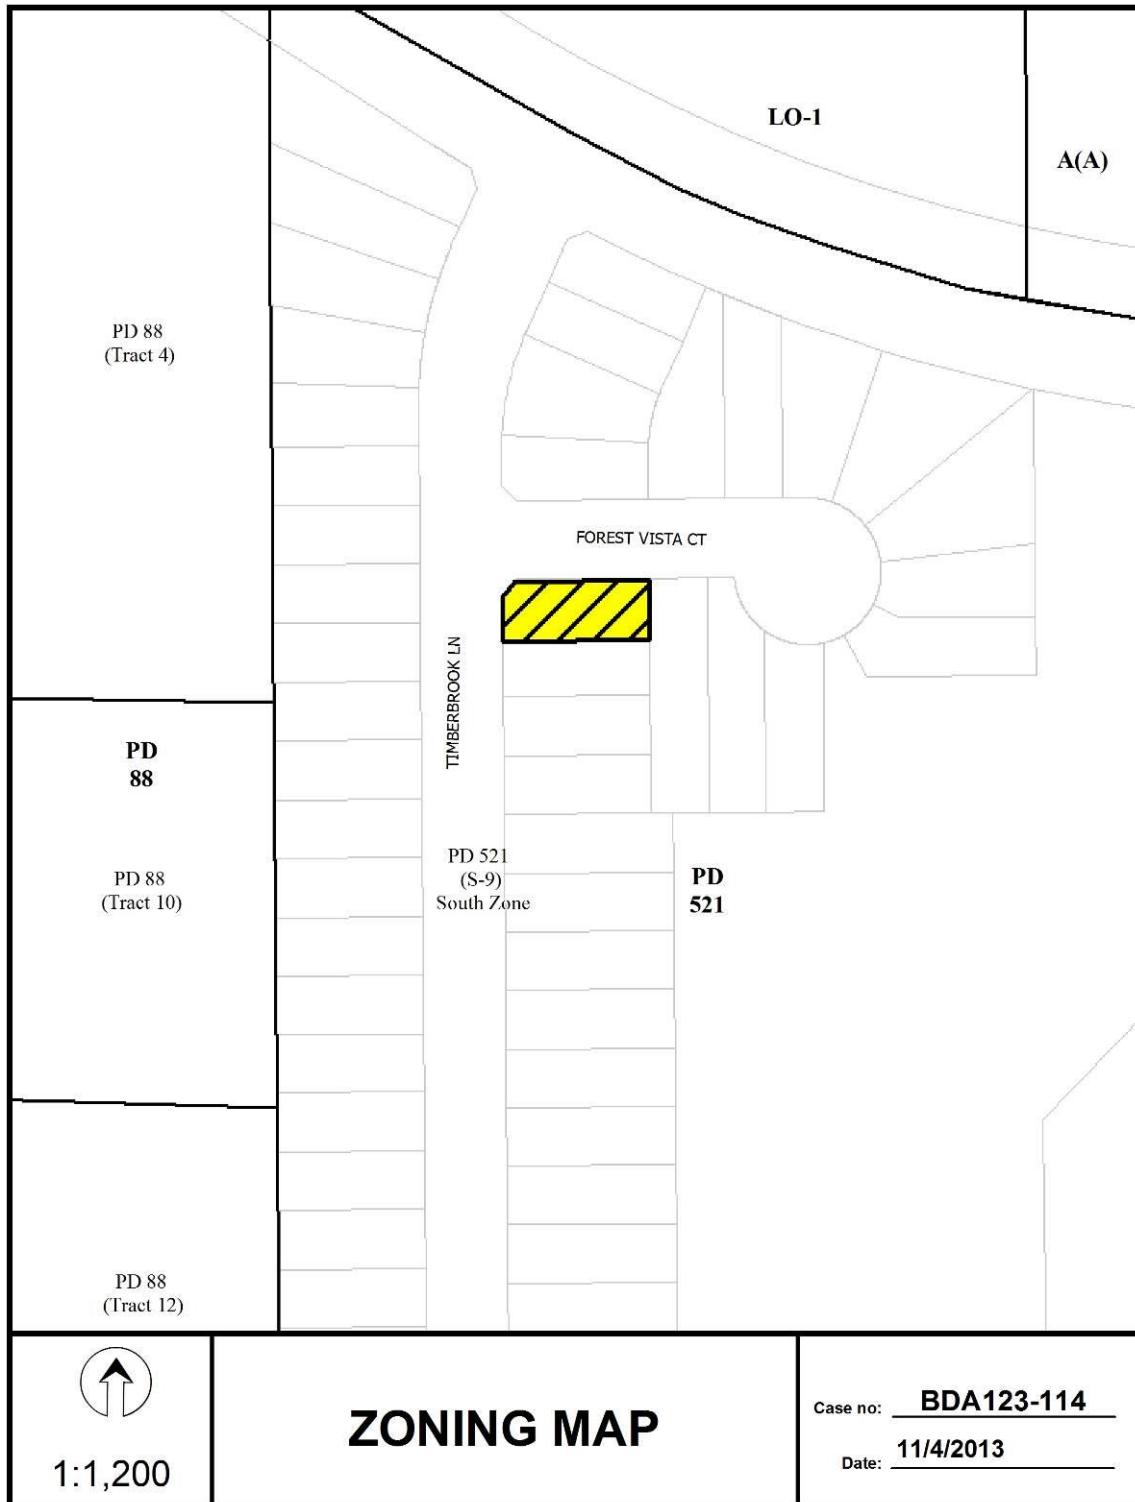 LO-1
A(A)
PD 88
(Tract 4)
FOREST VISTA CT
TIMBERBROOK LN
PD
88
PD 88
(Tract 10)
PD 521
(S-9)
South Zone
PD
521
PD 88
(Tract 12)
1:1,200
ZONING MAP
Case no: BDA123-114
Date: 11/4/2013